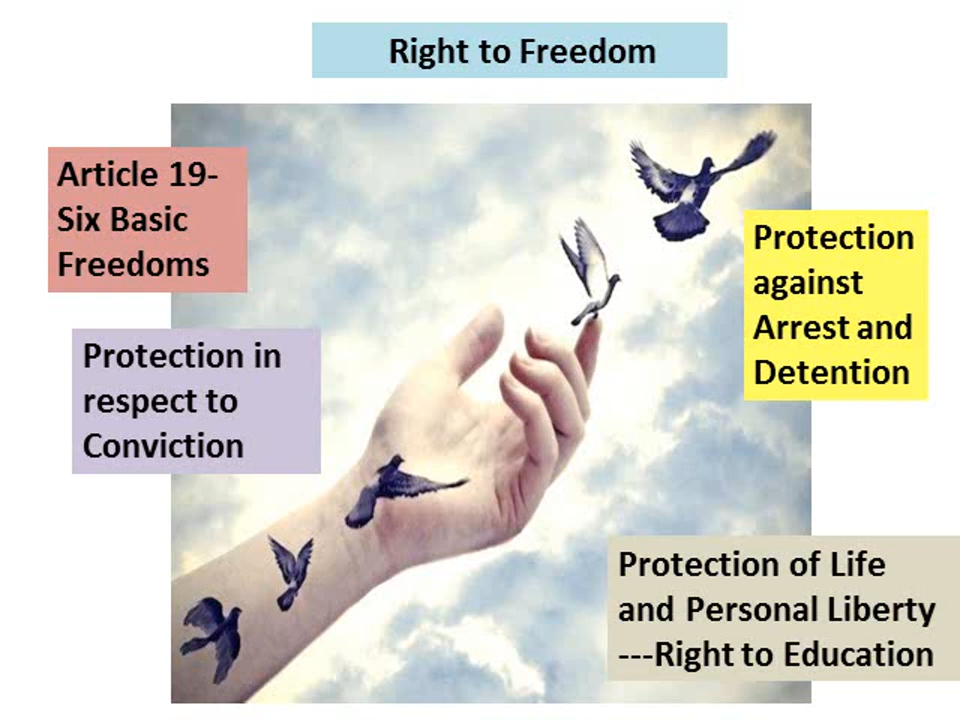 Right to Freedom
Article 19-
Six Basic
Freedoms
Protection in
respect to
Conviction
Protection
against
Arrest and
Detention
Protection of Life
and Personal Liberty
---Right to Education